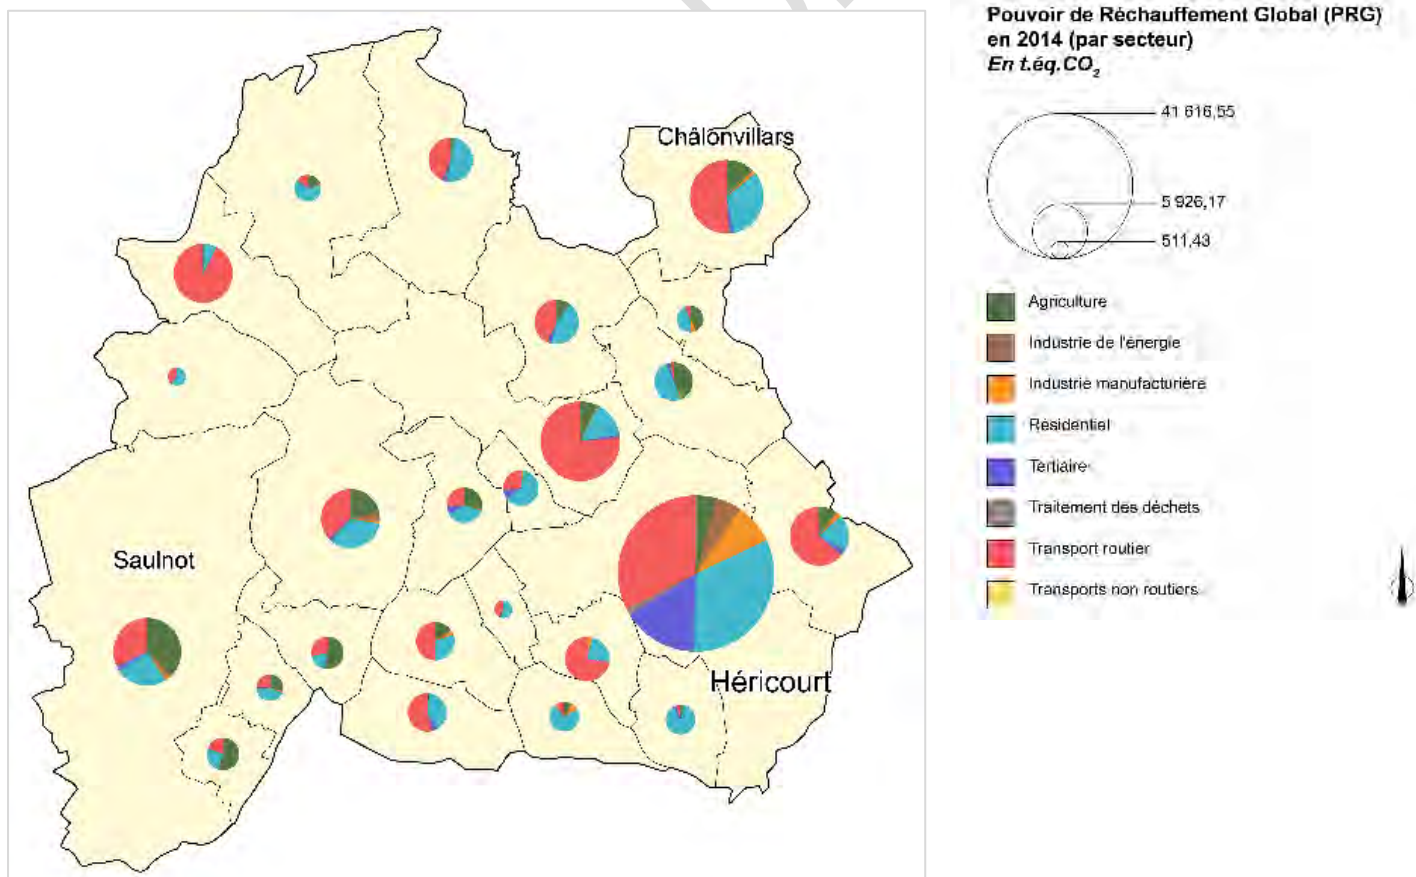 Pouvoir de Réchauffement Global (PRG)
en 2014 (par secteur)
En t.éq.CO2
41 616,55
5 926,17
511,43
Agriculture
Industrie de l'énergie
Industrie manufacturière
Résidentiel
Tertiaire
Traitement des déchets
Transport routier
Transports non routiers
Châlonvillars
Saulnot
Héricourt